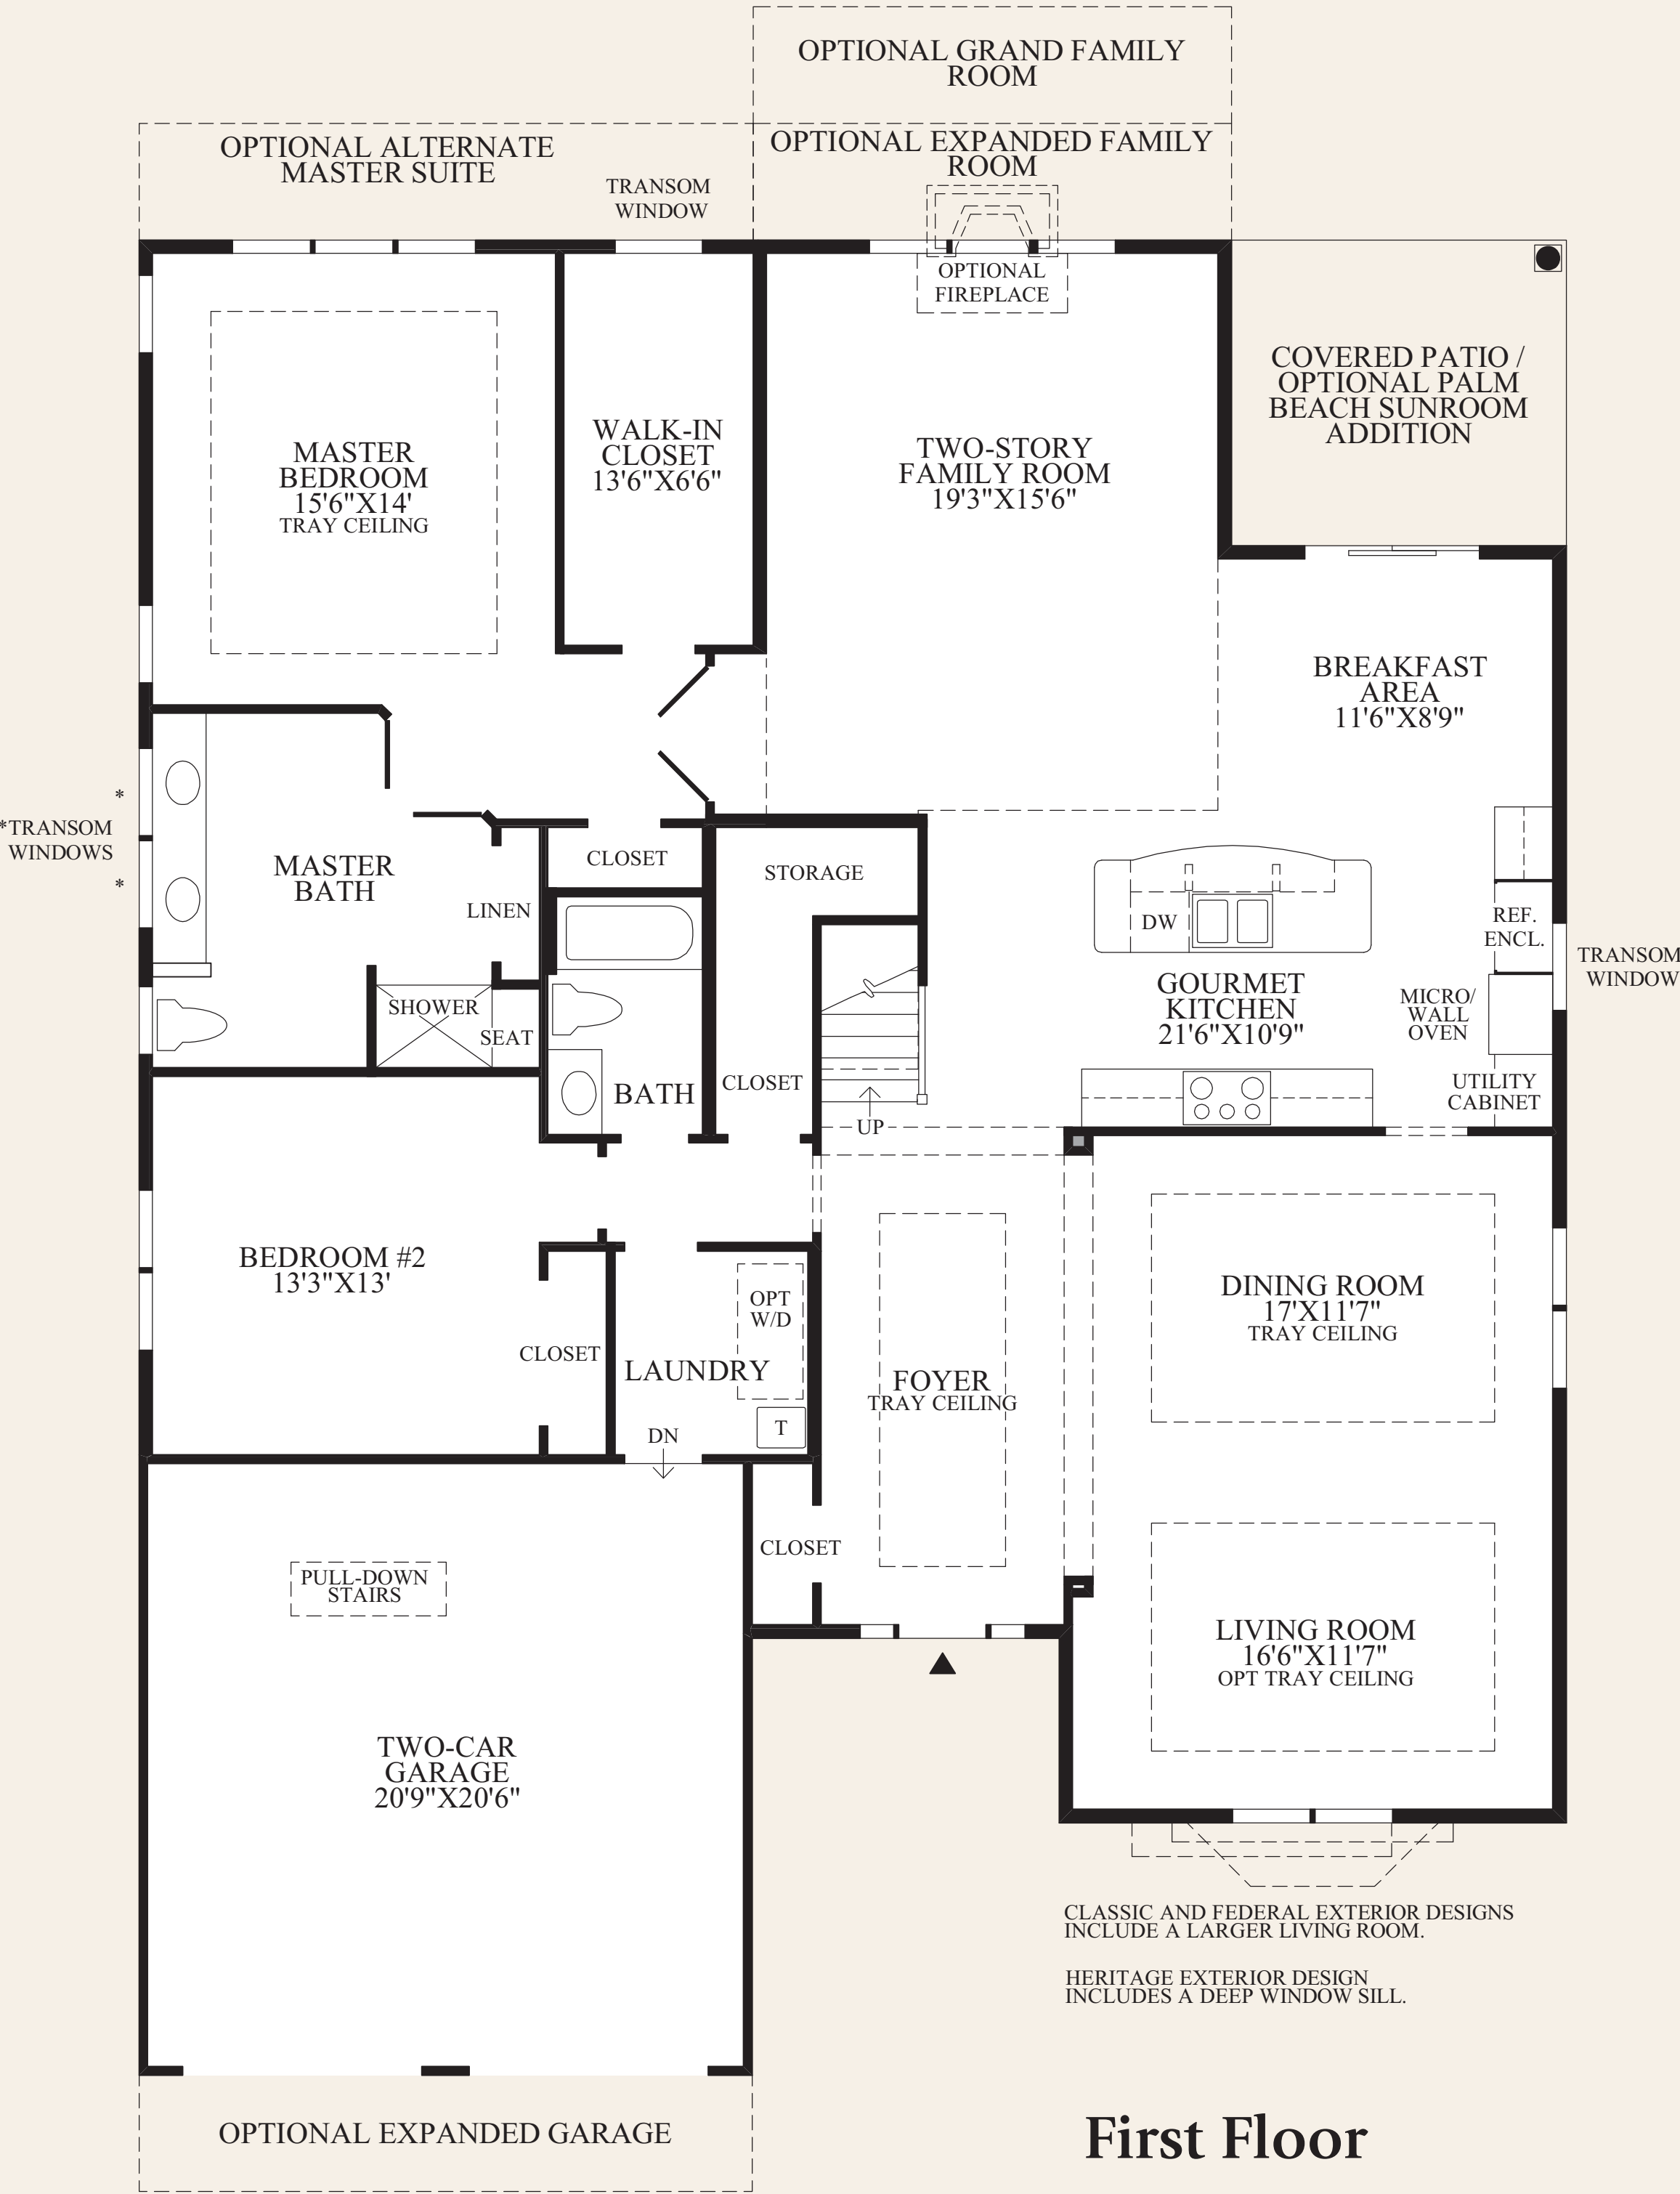 OPTIONAL GRAND FAMILY
ROOM
OPTIONAL ALTERNATE
MASTER SUITE
OPTIONAL EXPANDED FAMILY
ROOM
TRANSOM
WINDOW
OPTIONAL
FIREPLACE
COVERED PATIO /
OPTIONAL PALM
BEACH SUNROOM
ADDITION
MASTER
BEDROOM
15'6"X14'
TRAY CEILING
WALK-IN
CLOSET
13'6"X6'6"
TWO-STORY
FAMILY ROOM
19'3"X15'6"
BREAKFAST
AREA
11'6"X8'9"
*
*TRANSOM
WINDOWS
*
MASTER
BATH
LINEN
CLOSET
STORAGE
DW
REF.
ENCL.
TRANSOM
WINDOW
GOURMET
KITCHEN
21'6"X10'9"
MICRO/
WALL
OVEN
SHOWER
SEAT
BATH
CLOSET
UP
UTILITY
CABINET
BEDROOM #2
13'3"X13'
CLOSET
OPT
W/D
LAUNDRY
T
DN
FOYER
TRAY CEILING
DINING ROOM
17'X11'7"
TRAY CEILING
CLOSET
PULL-DOWN
STAIRS
LIVING ROOM
16'6"X11'7"
OPT TRAY CEILING
TWO-CAR
GARAGE
20'9"X20'6"
CLASSIC AND FEDERAL EXTERIOR DESIGNS
INCLUDE A LARGER LIVING ROOM.
HERITAGE EXTERIOR DESIGN
INCLUDES A DEEP WINDOW SILL.
OPTIONAL EXPANDED GARAGE
First Floor